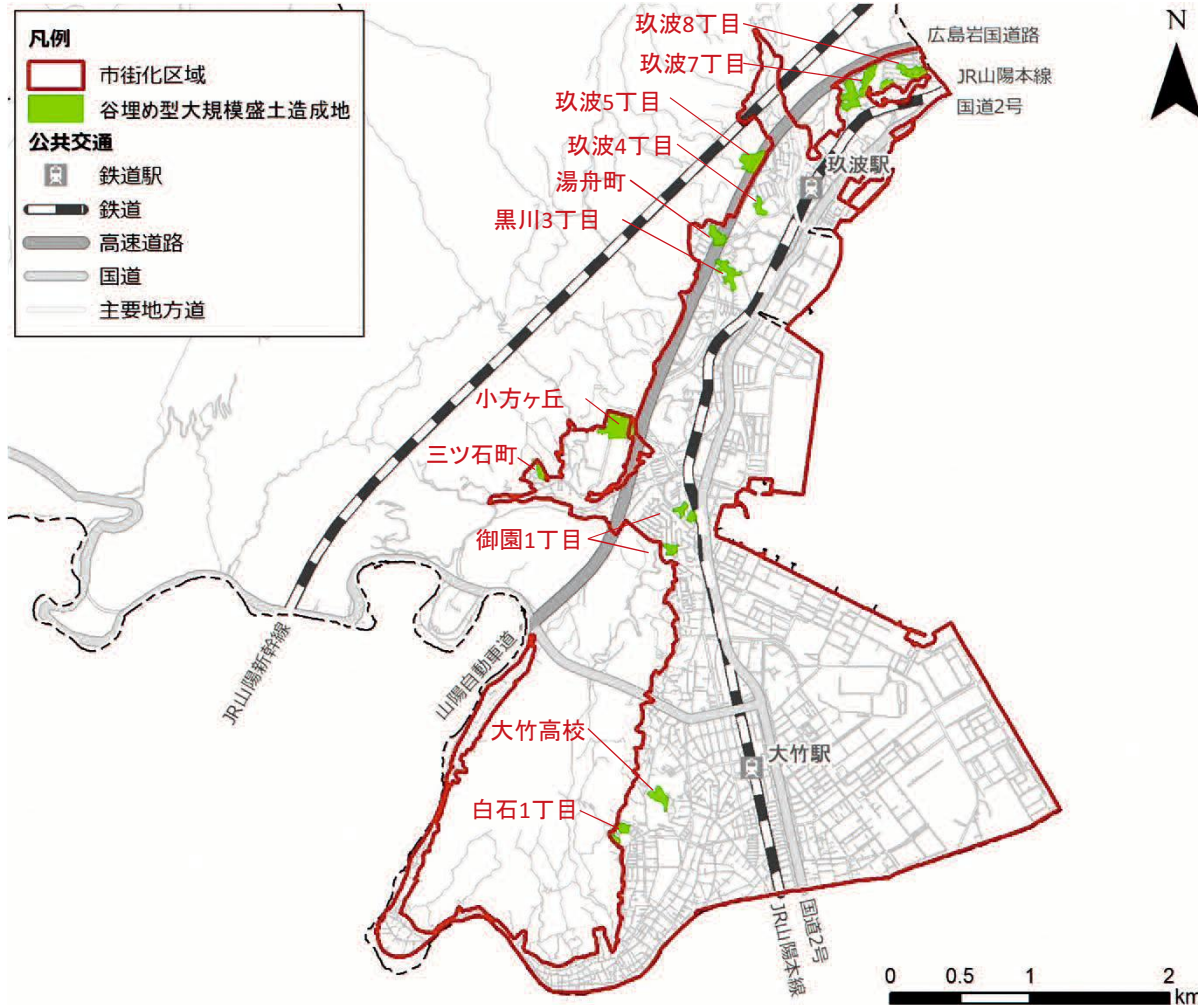 凡例
市街化区域
谷埋め型大規模盛土造成地
公共交通
鉄道駅
鉄道
高速道路
国道
主要地方道
玖波8丁目
玖波7丁目
玖波5丁目
玖波4丁目
湯舟町
黒川3丁目
広島岩国道路
JR山陽本線
国道2号
N
玖波駅
小方ヶ丘
三ツ石町
御園1丁目
JR山陽新幹線
山陽自動車道
大竹高校
大竹駅
白石1丁目
JR山陽本線
国道2号
0 0.5 1 2
km